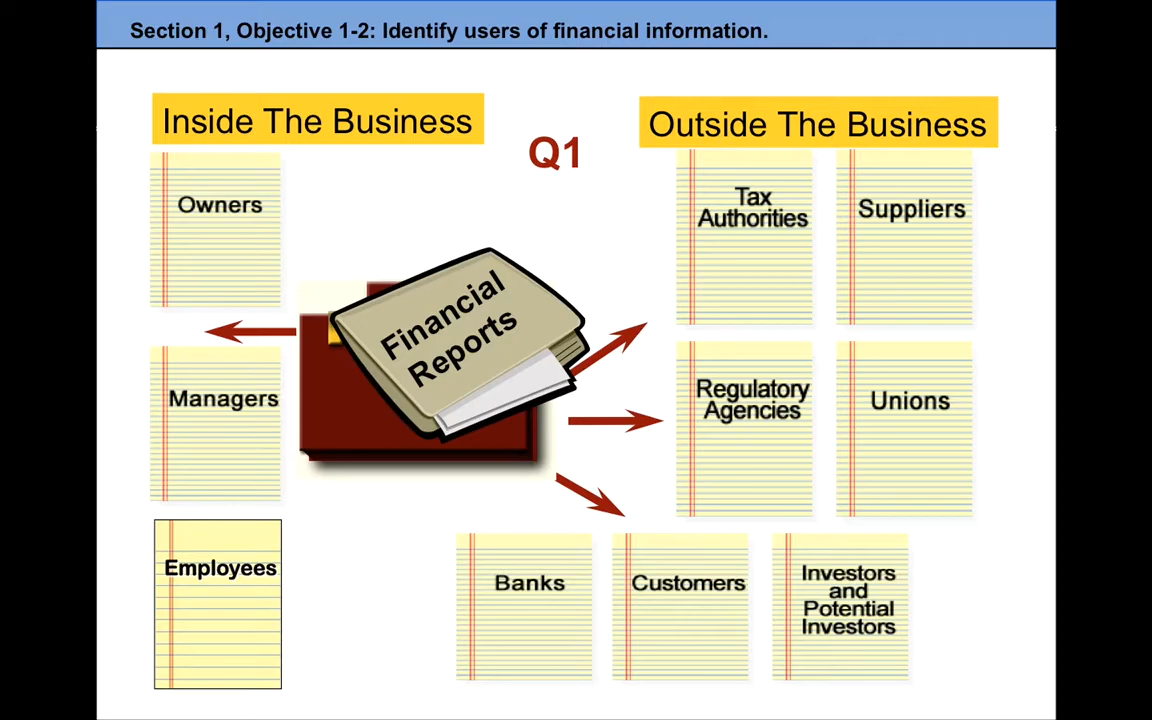 Section 1, Objective 1-2: Identify users of financial information.
Inside The Business
Q1
Outside The Business
Owners
Managers
Employees
Financial
Reports
Tax
Authorities
Suppliers
Regulatory
Agencies
Unions
Banks
Customers
Investors
and
Potential
Investors